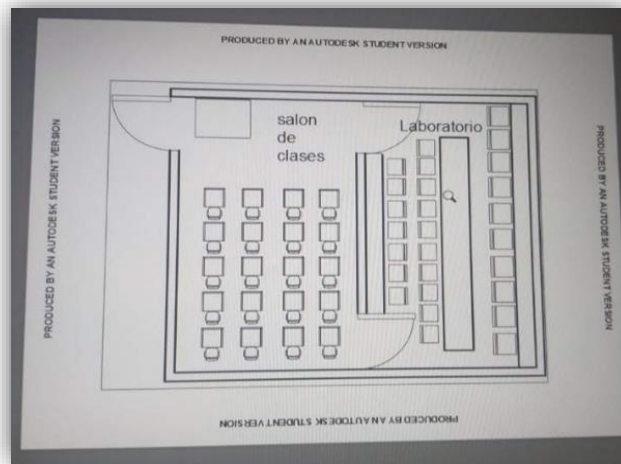 PRODUCED BY AN AUTODESK STUDENT VERSION
PRODUCED BY AN AUTODESK STUDENT VERSION
salon
de
clases
Laboratorio
PRODUCED BY AN AUTODESK STUDENT VERSION
PRODUCED BY AN AUTODESK STUDENT VERSION